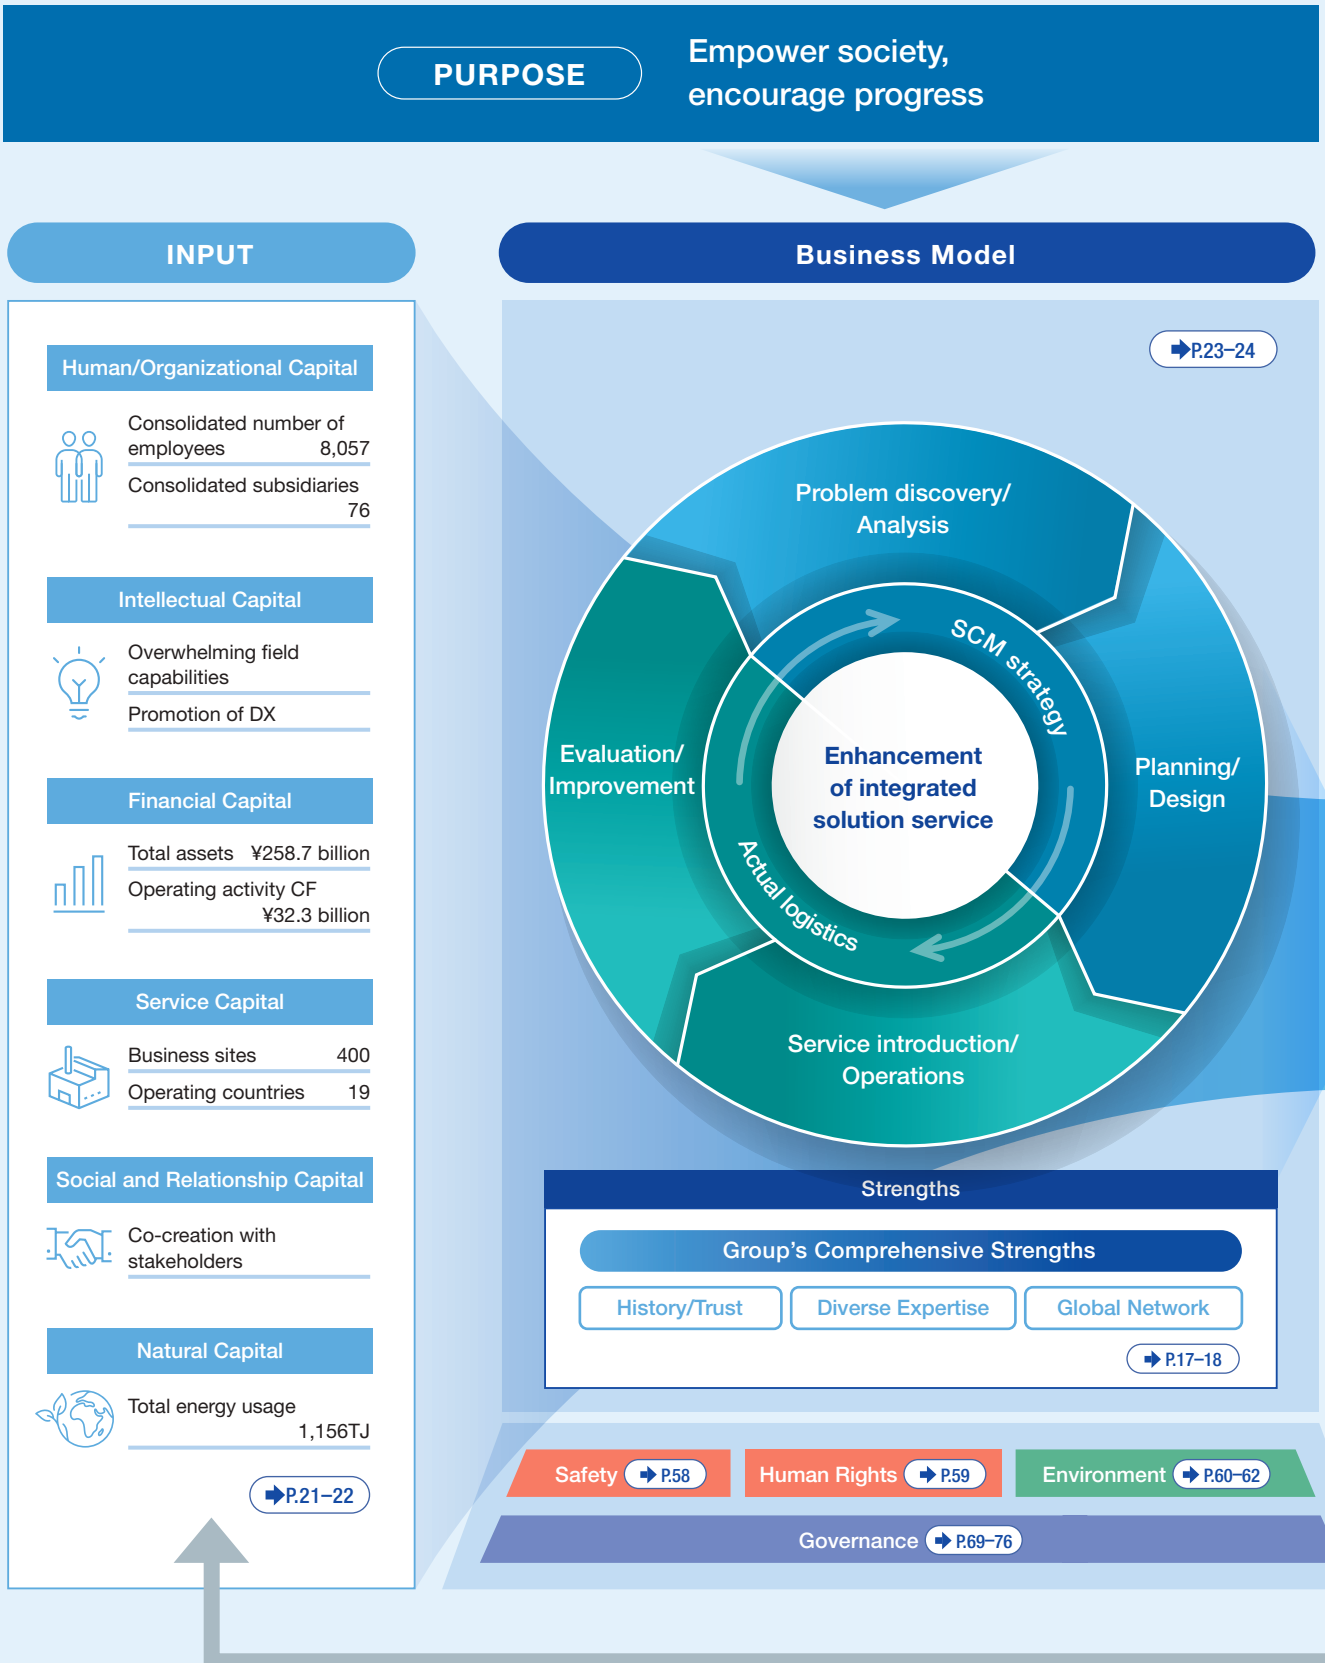 PURPOSE
Empower society,
encourage progress
INPUT
Human/Organizational Capital
Consolidated number of
employees 8,057
Consolidated subsidiaries
76
Intellectual Capital
Overwhelming field
capabilities
Promotion of DX
Financial Capital
Total assets ¥258.7 billion
Operating activity CF
¥32.3 billion
Service Capital
Business sites 400
Operating countries 19
Social and Relationship Capital
Co-creation with
stakeholders
Natural Capital
Total energy usage
1,156TJ
P.21–22
Business Model
P.23–24
Problem discovery/
Analysis
SCM strategy
Planning/
Design
Evaluation/
Improvement
Enhancement
of integrated
solution service
Actual logistics
Service introduction/
Operations
Strengths
Group's Comprehensive Strengths
History/Trust
Diverse Expertise
Global Network
P.17–18
Safety P.58
Human Rights P.59
Environment P.60–62
Governance P.69–76